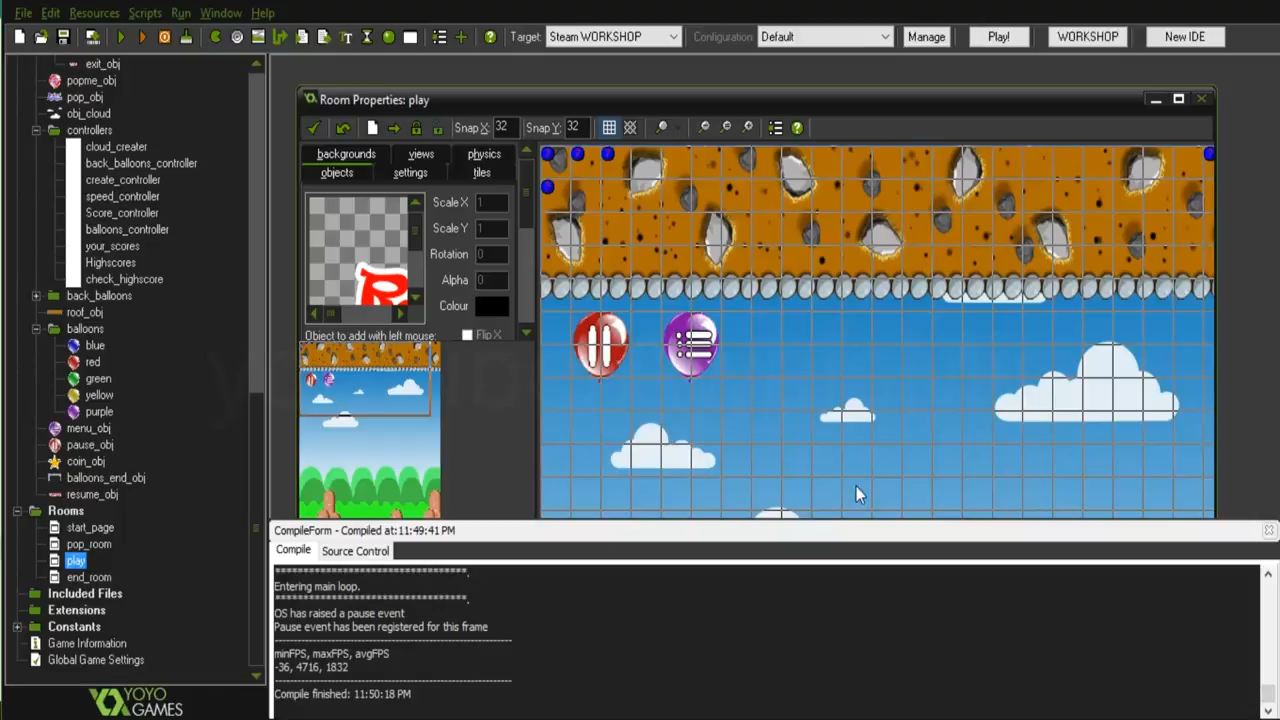 File Edit Resources Scripts Run Window Help
Target: Steam WORKSHOP Configuration: Default Manage Play! WORKSHOP New IDE
exit_obj
popme_obj
pop_obj
obj_cloud
controllers
cloud_creater
back_balloons_controller
create_controller
speed_controller
Score_controller
balloons_controller
your_scores
Highscores
check_highscore
back_balloons
roof_obj
balloons
blue
red
green
yellow
purple
menu_obj
pause_obj
coin_obj
balloons_end_obj
resume_obj
Rooms
start_page
pop_room
play
end_room
Included Files
Extensions
Constants
Game Information
Global Game Settings
YOYO
GAMES
Room Properties: play
Snap X: 32 Snap Y: 32
backgrounds views physics
objects settings tiles
Scale X 1
Scale Y 1
Rotation 0
Alpha 0
Colour
R
Object to add with left mouse: Flip X
CompileForm - Compiled at:11:49:41 PM
Compile Source Control
***********************************.
Entering main loop.
***********************************.
OS has raised a pause event
Pause event has been registered for this frame
minFPS, maxFPS, avgFPS
-36, 4716, 1832
Compile finished: 11:50:18 PM